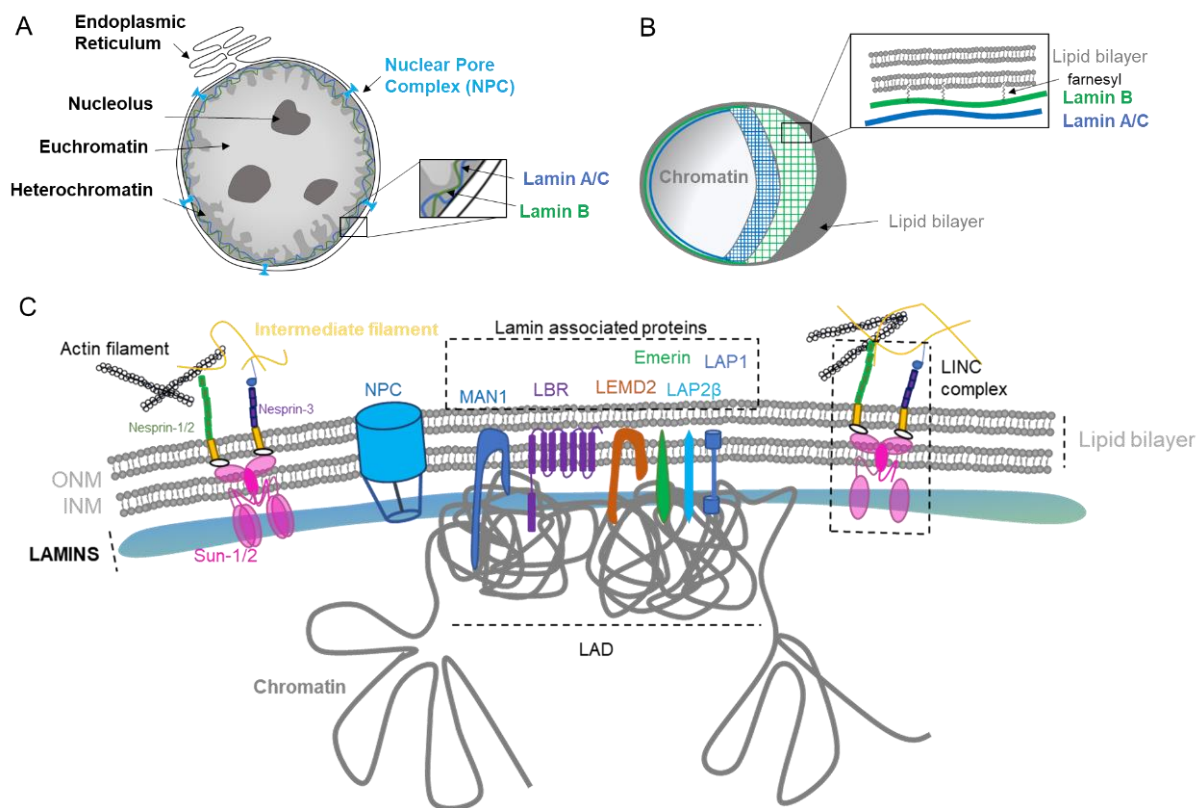 A
Endoplasmic
Reticulum
Nuclear Pore
Complex (NPC)
Nucleolus
Euchromatin
Heterochromatin
Lamin A/C
Lamin B
B
Lipid bilayer
farnesyl
Lamin B
Lamin A/C
Chromatin
Lipid bilayer
C
Intermediate filament
Actin filament
Nesprin-3
Nesprin-1/2
NPC
Lamin associated proteins
Emerin
LAP1
MAN1
LBR
LEMD2
LAP2β
LINC
complex
Lipid bilayer
ONM
INM
LAMINS
Sun-1/2
LAD
Chromatin